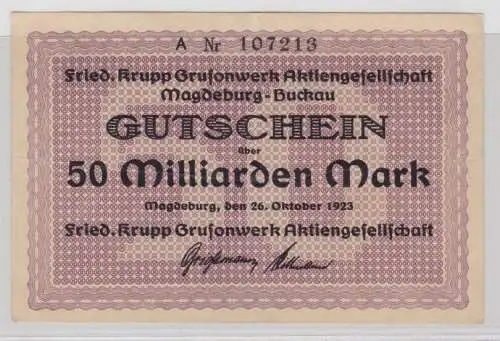 A Nr 107213
Fried. Krupp Grusonwerk Aktiengesellschaft
Magdeburg-Buckau
GUTSCHEIN
über
50 Milliarden Mark
Magdeburg, den 26. Oktober 1923
Fried. Krupp Grusonwerk Aktiengesellschaft